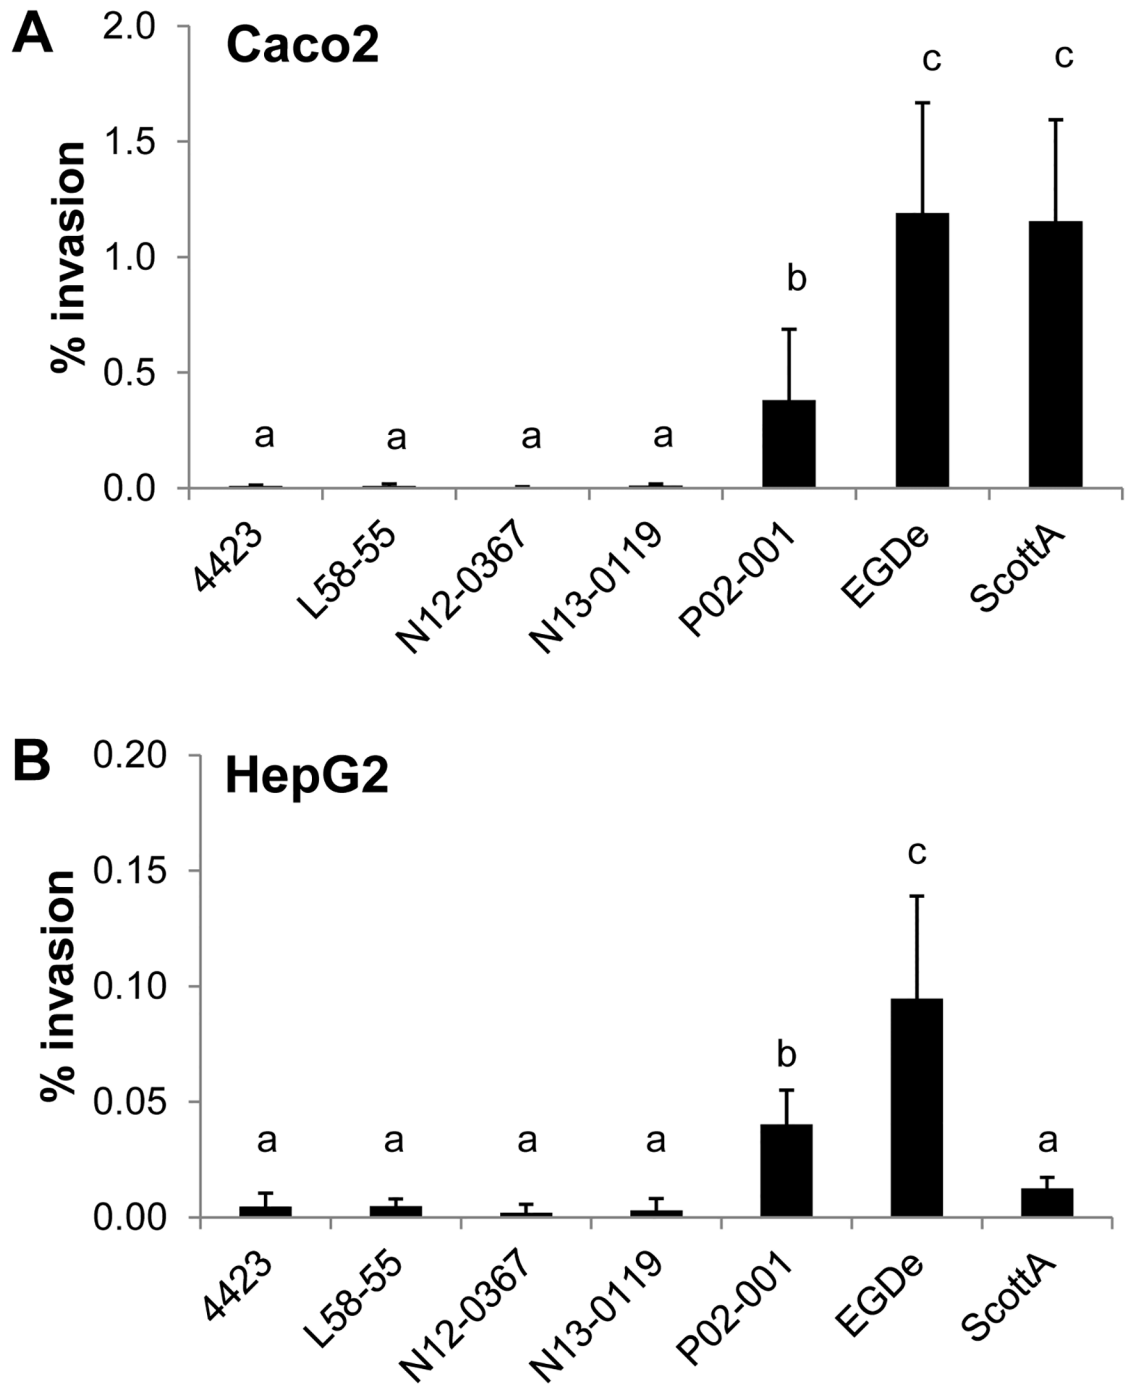 A
Caco2
% invasion
2.0
1.5
1.0
0.5
0.0
a
a
a
a
b
c
c
4423
L58-55
N12-0367
N13-0119
P02-001
EGDe
ScottA
B
HepG2
% invasion
0.20
0.15
0.10
0.05
0.00
a
a
a
a
b
c
a
4423
L58-55
N12-0367
N13-0119
P02-001
EGDe
ScottA